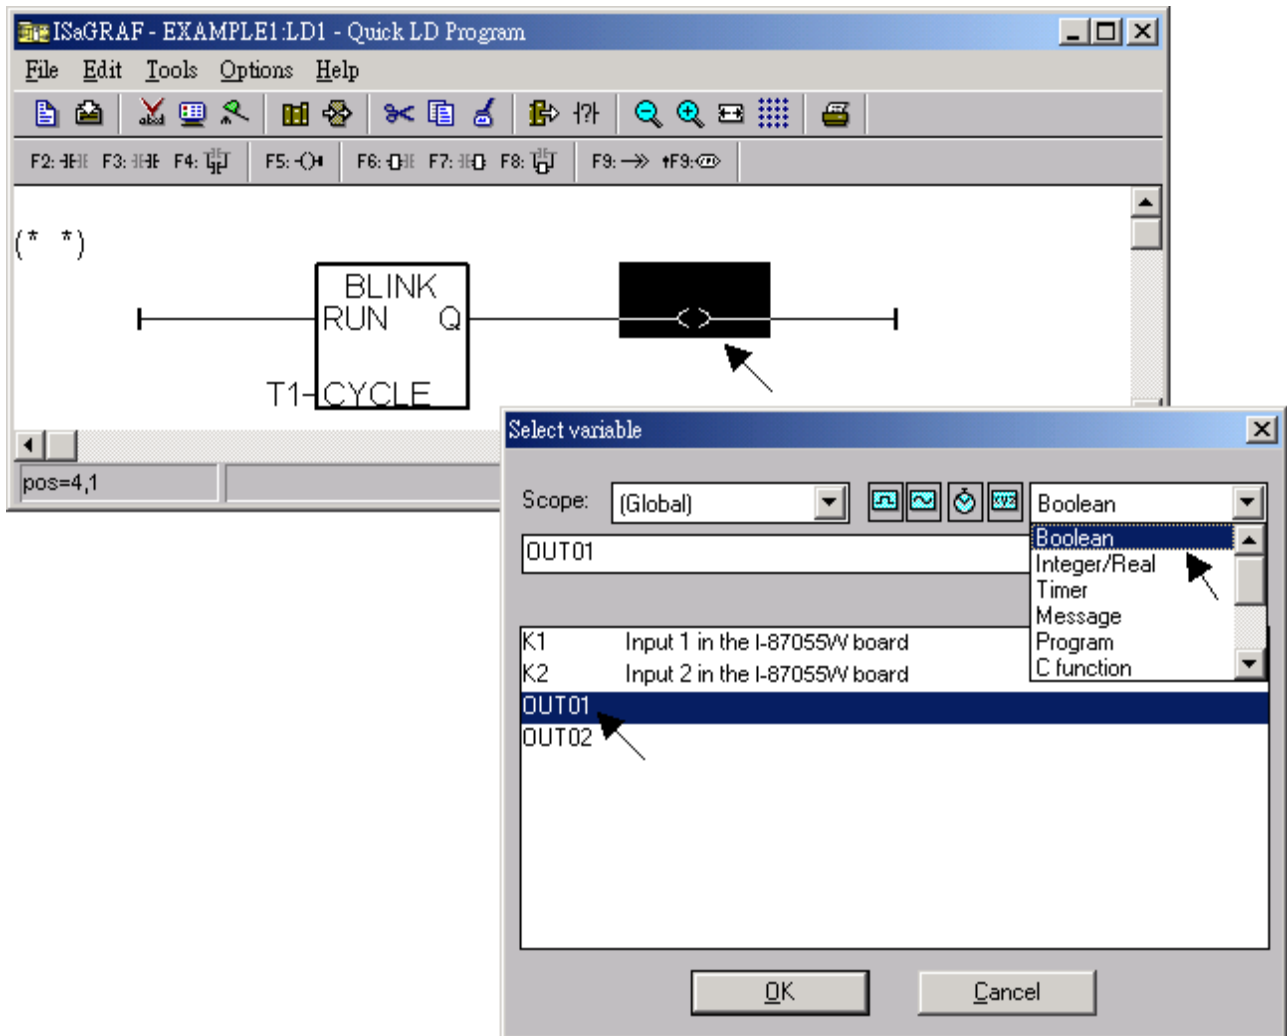 ISaGRAF - EXAMPLE1:LD1 - Quick LD Program
File Edit Tools Options Help
F2: F3: F4: F5: F6: F7: F8: F9: ↑F9:
(* *)
BLINK
RUN Q
T1 CYCLE
pos=4,1
Select variable
Scope: (Global) xyz Boolean
OUT01
Boolean
Integer/Real
Timer
Message
Program
C function
K1 Input 1 in the I-87055W board
K2 Input 2 in the I-87055W board
OUT01
OUT02
OK Cancel